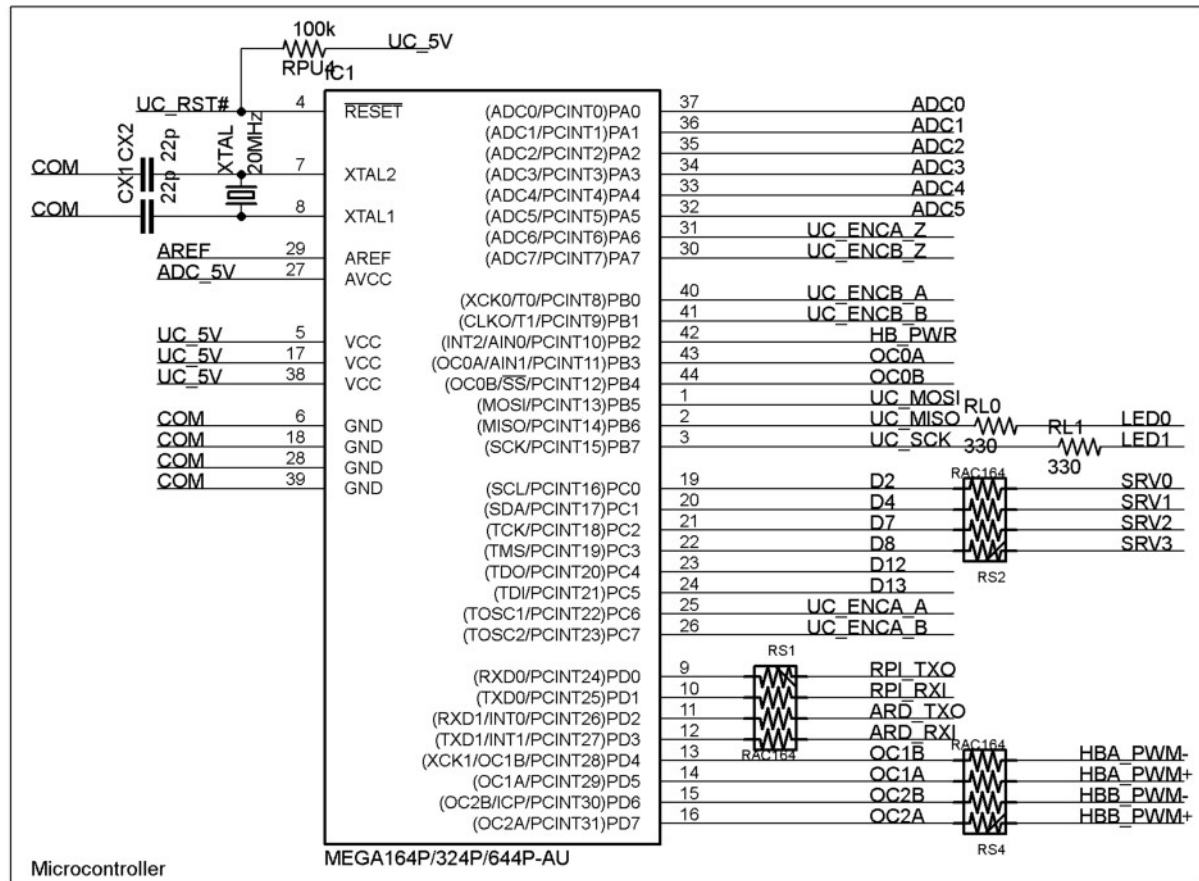 100k
UC_5V
RPU4
IC1
UC_RST# 4 RESET (ADC0/PCINT0)PA0 37 ADC0
(ADC1/PCINT1)PA1 36 ADC1
(ADC2/PCINT2)PA2 35 ADC2
COM CX1 CX2 22p 22p XTAL 20MHz 7 XTAL2 (ADC3/PCINT3)PA3 34 ADC3
(ADC4/PCINT4)PA4 33 ADC4
COM 8 XTAL1 (ADC5/PCINT5)PA5 32 ADC5
(ADC6/PCINT6)PA6 31 UC_ENCA_Z
AREF 29 AREF (ADC7/PCINT7)PA7 30 UC_ENCB_Z
ADC_5V 27 AVCC
(XCK0/T0/PCINT8)PB0 40 UC_ENCB_A
(CLKO/T1/PCINT9)PB1 41 UC_ENCB_B
UC_5V 5 VCC (INT2/AIN0/PCINT10)PB2 42 HB_PWR
UC_5V 17 VCC (OC0A/AIN1/PCINT11)PB3 43 OC0A
UC_5V 38 VCC (OC0B/SS/PCINT12)PB4 44 OC0B
(MOSI/PCINT13)PB5 1 UC_MOSI
COM 6 GND (MISO/PCINT14)PB6 2 UC_MISO RL0 330 LED0
COM 18 GND (SCK/PCINT15)PB7 3 UC_SCK RL1 330 LED1
COM 28 GND
COM 39 GND (SCL/PCINT16)PC0 19 D2 RAC164 SRV0
(SDA/PCINT17)PC1 20 D4 SRV1
(TCK/PCINT18)PC2 21 D7 SRV2
(TMS/PCINT19)PC3 22 D8 SRV3
(TDO/PCINT20)PC4 23 D12 RS2
(TDI/PCINT21)PC5 24 D13
(TOSC1/PCINT22)PC6 25 UC_ENCA_A
(TOSC2/PCINT23)PC7 26 UC_ENCA_B
RS1
(RXD0/PCINT24)PD0 9 RPI_TXO
(TXD0/PCINT25)PD1 10 RPI_RXI
(RXD1/INT0/PCINT26)PD2 11 ARD_TXO
(TXD1/INT1/PCINT27)PD3 12 ARD_RXI
RAC164 RAC164
(XCK1/OC1B/PCINT28)PD4 13 OC1B HBA_PWM-
(OC1A/PCINT29)PD5 14 OC1A HBA_PWM+
(OC2B/ICP/PCINT30)PD6 15 OC2B HBB_PWM-
(OC2A/PCINT31)PD7 16 OC2A HBB_PWM+
RS4
MEGA164P/324P/644P-AU
Microcontroller